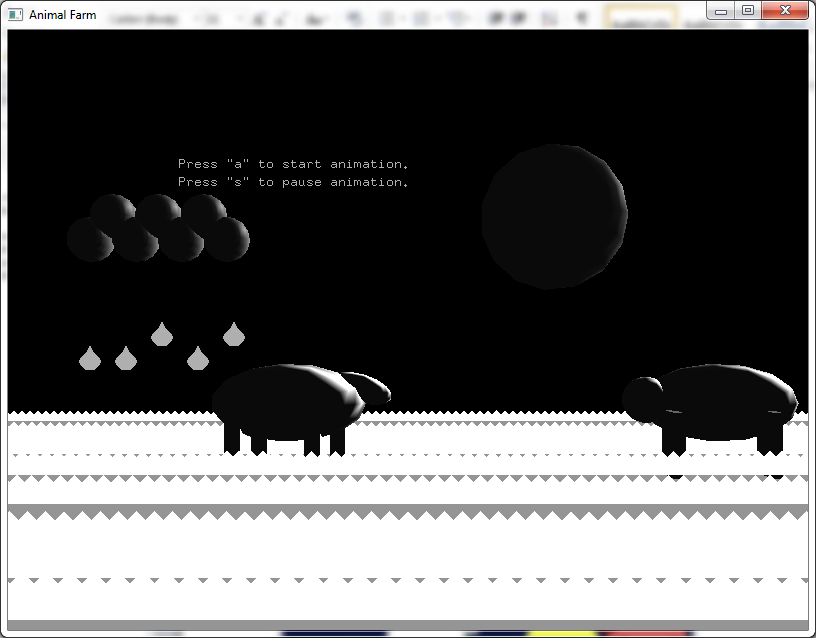 Animal Farm
Press "a" to start animation.
Press "s" to pause animation.